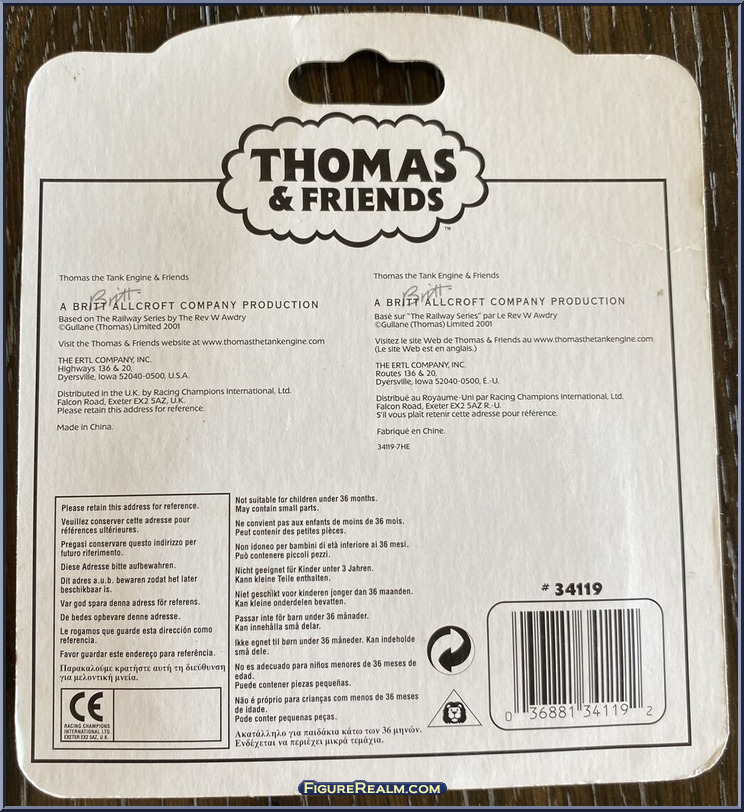 THOMAS
& FRIENDS
™
Thomas the Tank Engine & Friends
Britt
A BRITT ALLCROFT COMPANY PRODUCTION
Based on The Railway Series by The Rev W Awdry
©Gullane (Thomas) Limited 2001
Visit the Thomas & Friends website at www.thomasthetankengine.com
THE ERTL COMPANY, INC.
Highways 136 & 20,
Dyersville, Iowa 52040-0500, U.S.A.
Distributed in the U.K. by Racing Champions International, Ltd.
Falcon Road, Exeter EX2 5AZ, U.K.
Please retain this address for reference.
Made in China.
Thomas the Tank Engine & Friends
Britt
A BRITT ALLCROFT COMPANY PRODUCTION
Basé sur "The Railway Series" par Le Rev W Awdry
©Gullane (Thomas) Limited 2001
Visitez le site Web de Thomas & Friends au www.thomasthetankengine.com"
(Le site Web est en anglais.)
THE ERTL COMPANY, INC.
Routes 136 & 20,
Dyersville, Iowa 52040-0500, É.-U.
Distribué au Royaume-Uni par Racing Champions International, Ltd.
Falcon Road, Exeter EX2 5AZ R.-U.
S'il vous plaît retenir cette adresse pour référence.
Fabriqué en Chine.
34119-7HE
Please retain this address for reference.
Veuillez conserver cette adresse pour
références ultérieures.
Pregasi conservare questo indirizzo per
futuro riferimento.
Diese Adresse bitte aufbewahren.
Dit adres a.u.b. bewaren zodat het later
beschikbaar is.
Var god spara denna adress för referens.
De bedes opbevare denne adresse.
Le rogamos que guarde esta dirección como
referencia.
Favor guardar este endereço para referência.
Παρακαλούμε κρατήστε αυτή τη διεύθυνση
για μελοντική μνεία.
CE
RACING CHAMPIONS
INTERNATIONAL LTD.
EXETER EX2 5AZ, U.K.
Not suitable for children under 36 months.
May contain small parts.
Ne convient pas aux enfants de moins de 36 mois.
Peut contenir des petites pièces.
Non idoneo per bambini di età inferiore ai 36 mesi.
Può contenere piccoli pezzi.
Nicht geeignet für Kinder unter 3 Jahren.
Kann kleine Teile enthalten.
Niet geschikt voor kinderen jonger dan 36 maanden.
Kan kleine onderdelen bevatten.
Passar inte för barn under 36 månader.
Kan innehålla små delar.
Ikke egnet til børn under 36 måneder. Kan indeholde
små dele.
No es adecuado para niños menores de 36 meses de
edad.
Puede contener piezas pequeñas.
Não é próprio para crianças com menos de 36 meses
de idade.
Pode conter pequenas peças.
Ακατάλληλο για παιδάκια κάτω των 36 μηνών.
Ενδέχεται να περιέχει μικρά τεμάχια.
# 34119
0 36881 34119 2
FIGUREREALM.COM